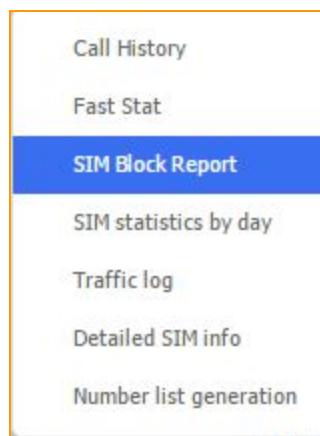 Call History
Fast Stat
SIM Block Report
SIM statistics by day
Traffic log
Detailed SIM info
Number list generation